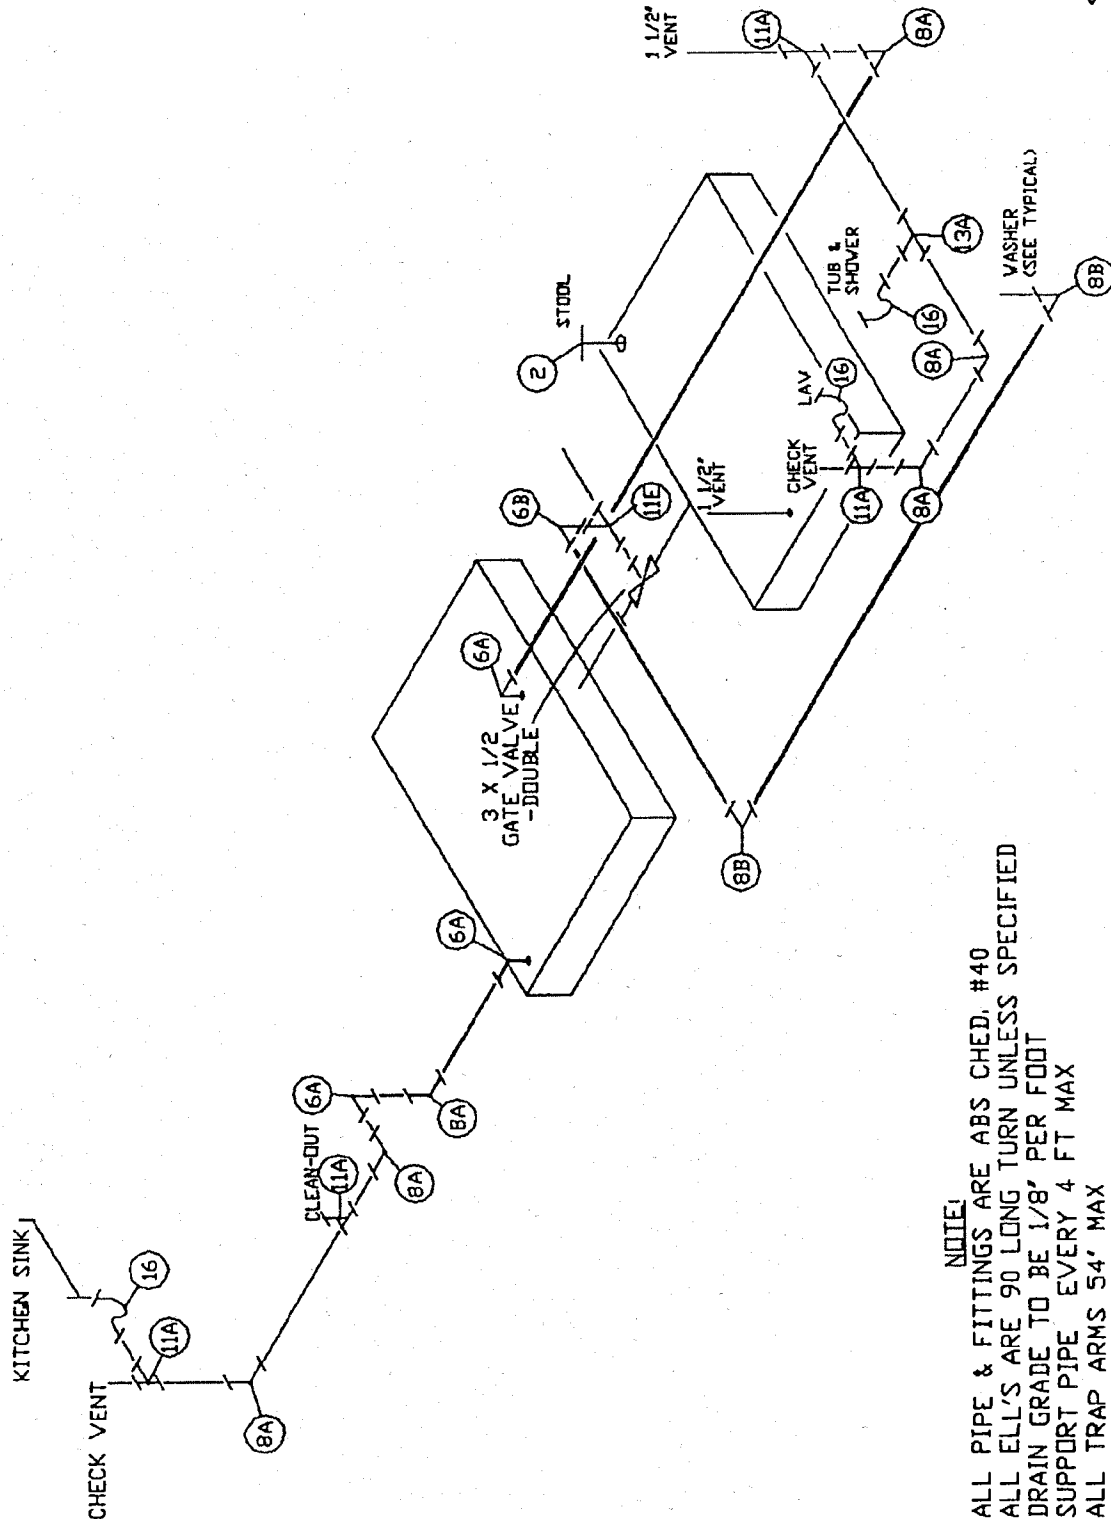 KITCHEN SINK
CHECK VENT
16
11A
8A
CLEAN-OUT
11A
6A
8A
8A
6A
6A
3 X 1/2
GATE VALVE
-DOUBLE
8B
6B
11E
2
STOOL
1 1/2"
VENT
CHECK
VENT
LAV
16
11A
8A
TUB &
SHOWER
16
13A
8A
1 1/2"
VENT
11A
8A
WASHER
(SEE TYPICAL)
8B
NOTE:
ALL PIPE & FITTINGS ARE ABS CHED. #40
ALL ELL'S ARE 90 LONG TURN UNLESS SPECIFIED
DRAIN GRADE TO BE 1/8" PER FOOT
SUPPORT PIPE EVERY 4 FT MAX
ALL TRAP ARMS 54" MAX